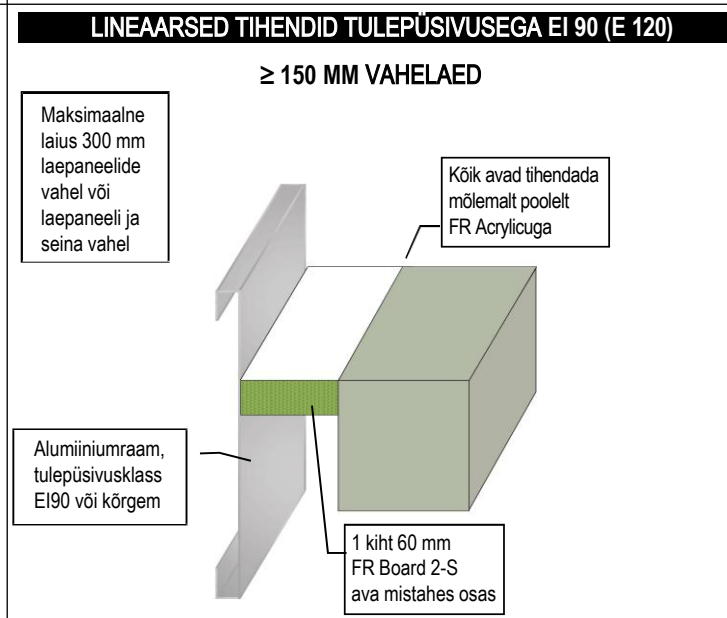 LINEAARSED TIHENDID TULEPÜSIVUSEGA EI 90 (E 120)
≥ 150 MM VAHELAED
Maksimaalne
laius 300 mm
laepaneelide
vahel või
laepaneeli ja
seina vahel
Kõik avad tihendada
mõlemalt poolelt
FR Acrylicuga
Alumiiniumraam,
tulepüsivusklass
EI90 või kõrgem
1 kiht 60 mm
FR Board 2-S
ava mistahes osas